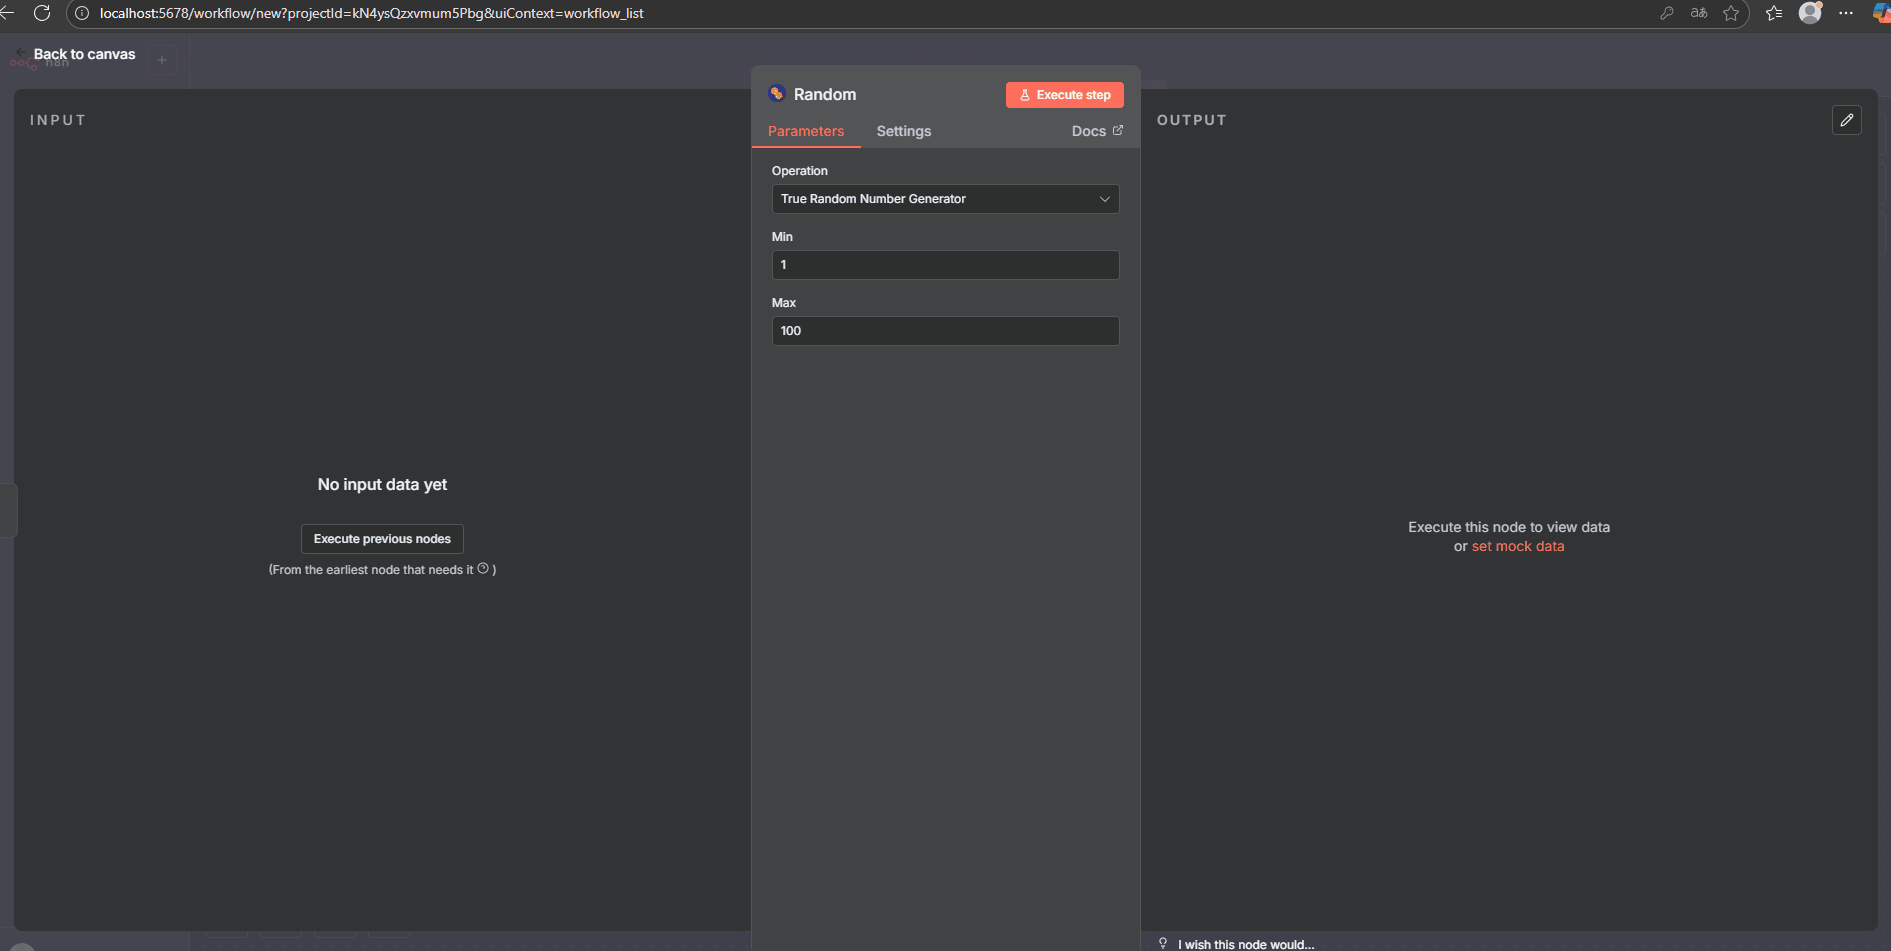 localhost:5678/workflow/new?projectId=kN4ysQzxvmum5Pbg&uiContext=workflow_list
Back to canvas
n8n
INPUT
Random
Execute step
Parameters
Settings
Docs
Operation
True Random Number Generator
Min
1
Max
100
No input data yet
Execute previous nodes
(From the earliest node that needs it )
OUTPUT
Execute this node to view data
or set mock data
I wish this node would...